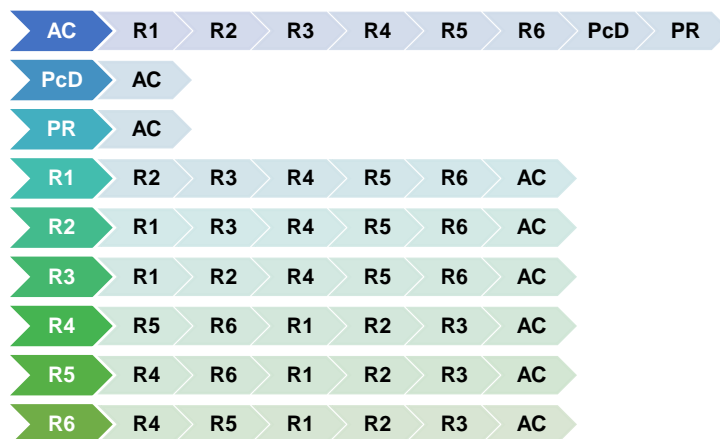 AC R1 R2 R3 R4 R5 R6 PcD PR
PcD AC
PR AC
R1 R2 R3 R4 R5 R6 AC
R2 R1 R3 R4 R5 R6 AC
R3 R1 R2 R4 R5 R6 AC
R4 R5 R6 R1 R2 R3 AC
R5 R4 R6 R1 R2 R3 AC
R6 R4 R5 R1 R2 R3 AC